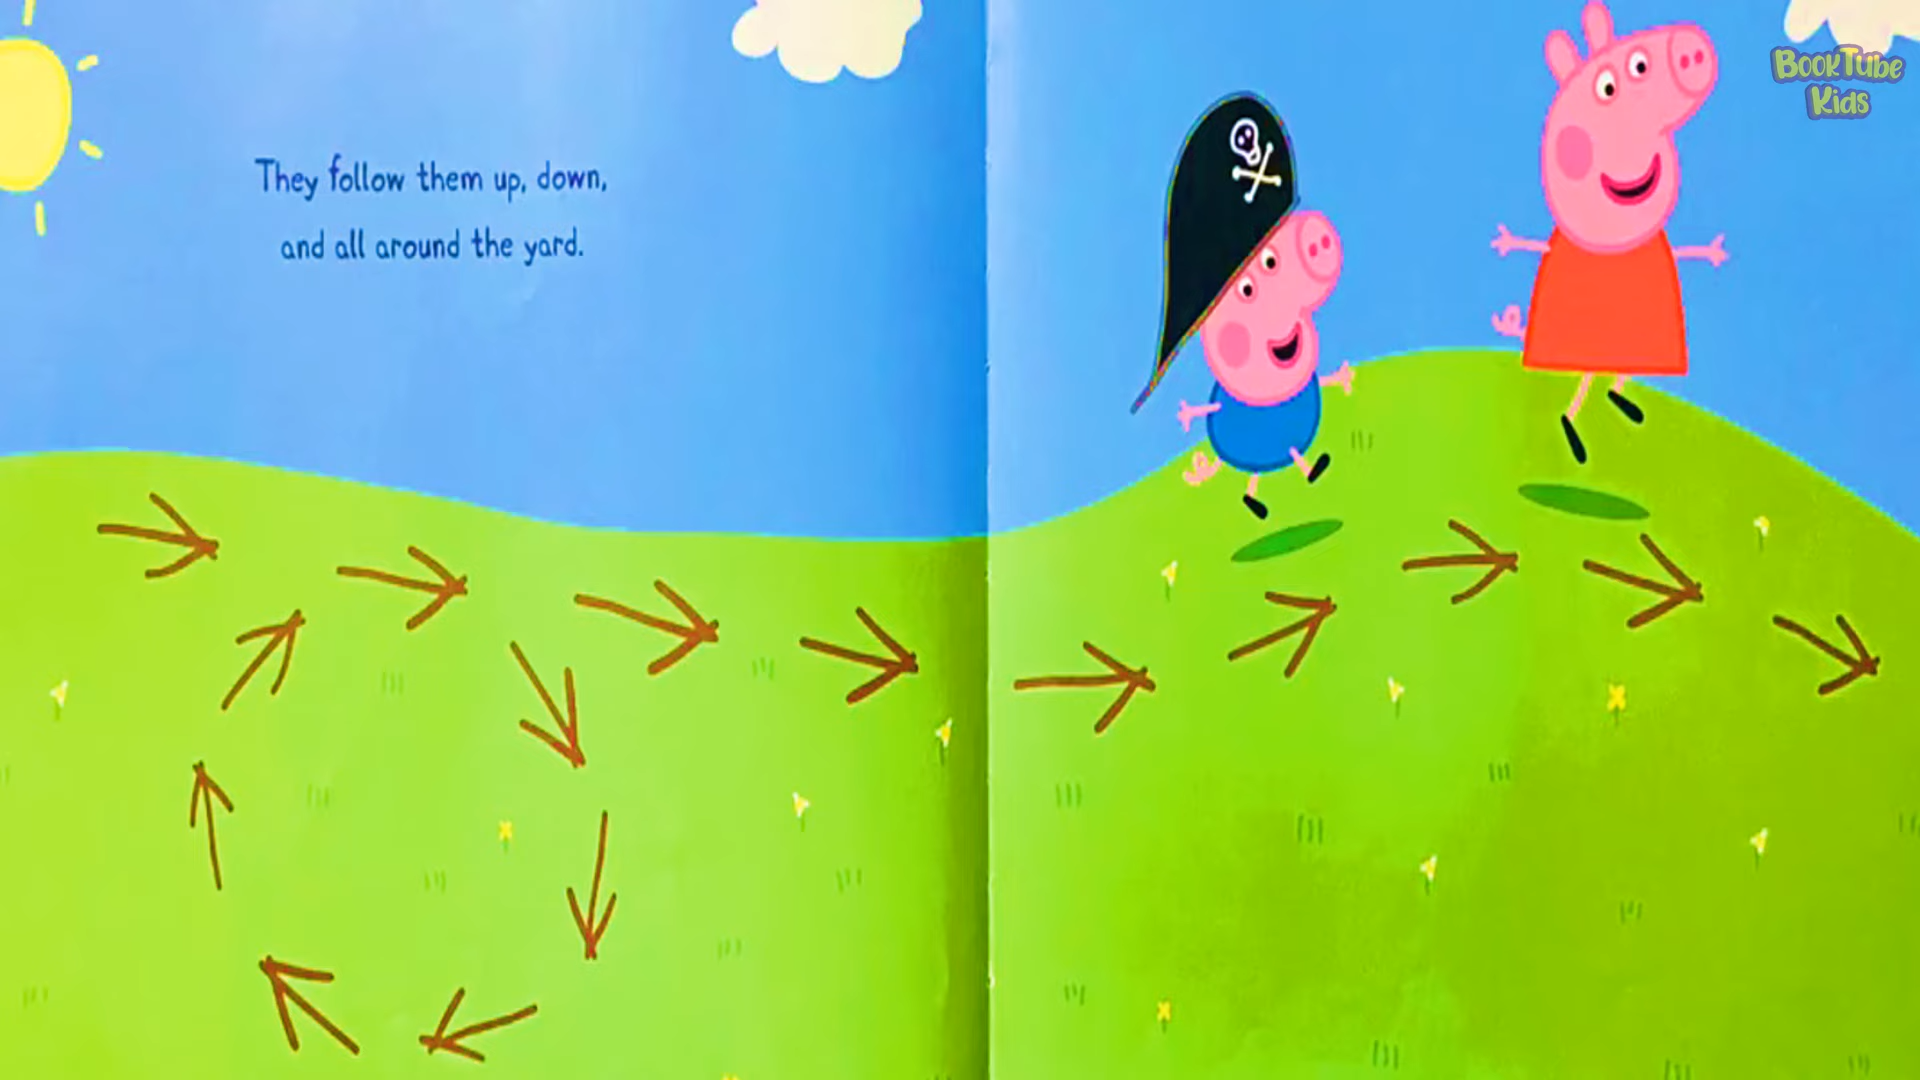 They follow them up, down,
and all around the yard.
BookTube
Kids